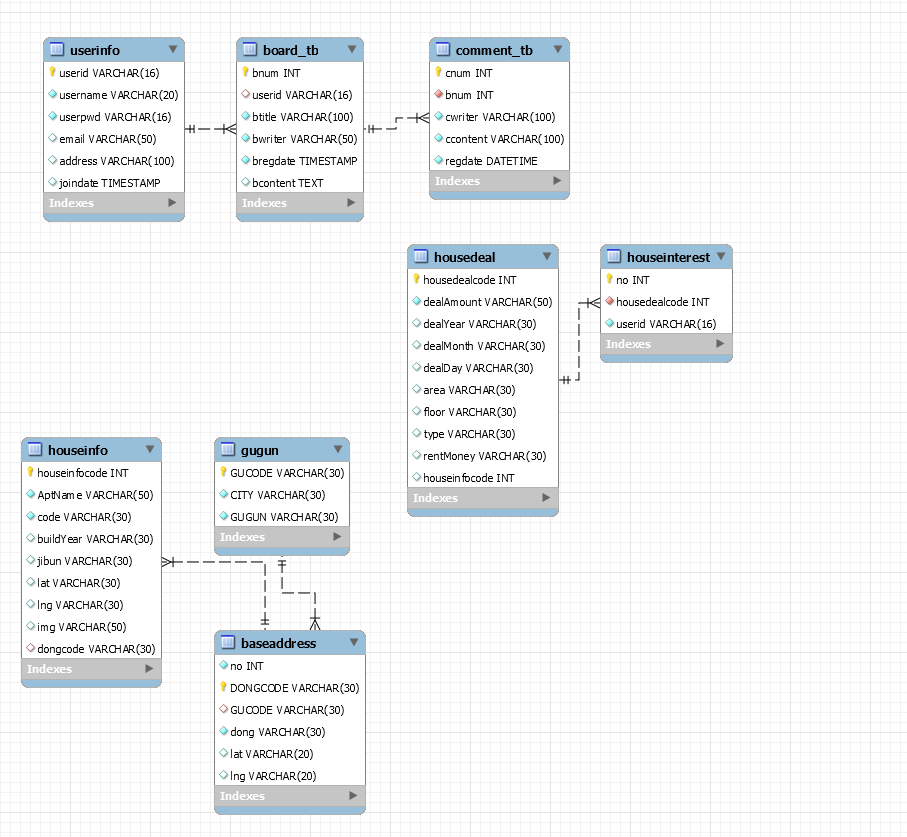 userinfo
userid VARCHAR(16)
username VARCHAR(20)
userpwd VARCHAR(16)
email VARCHAR(50)
address VARCHAR(100)
joindate TIMESTAMP
Indexes
board_tb
bnum INT
userid VARCHAR(16)
btitle VARCHAR(100)
bwriter VARCHAR(50)
bregdate TIMESTAMP
bcontent TEXT
Indexes
comment_tb
cnum INT
bnum INT
cwriter VARCHAR(100)
ccontent VARCHAR(100)
regdate DATETIME
Indexes
housedeal
housedealcode INT
dealAmount VARCHAR(50)
dealYear VARCHAR(30)
dealMonth VARCHAR(30)
dealDay VARCHAR(30)
area VARCHAR(30)
floor VARCHAR(30)
type VARCHAR(30)
rentMoney VARCHAR(30)
houseinfocode INT
Indexes
houseinterest
no INT
housedealcode INT
userid VARCHAR(16)
Indexes
houseinfo
houseinfocode INT
AptName VARCHAR(50)
code VARCHAR(30)
buildYear VARCHAR(30)
jibun VARCHAR(30)
lat VARCHAR(30)
lng VARCHAR(30)
img VARCHAR(50)
dongcode VARCHAR(30)
Indexes
gugun
GUCODE VARCHAR(30)
CITY VARCHAR(30)
GUGUN VARCHAR(30)
Indexes
baseaddress
no INT
DONGCODE VARCHAR(30)
GUCODE VARCHAR(30)
dong VARCHAR(30)
lat VARCHAR(20)
lng VARCHAR(20)
Indexes